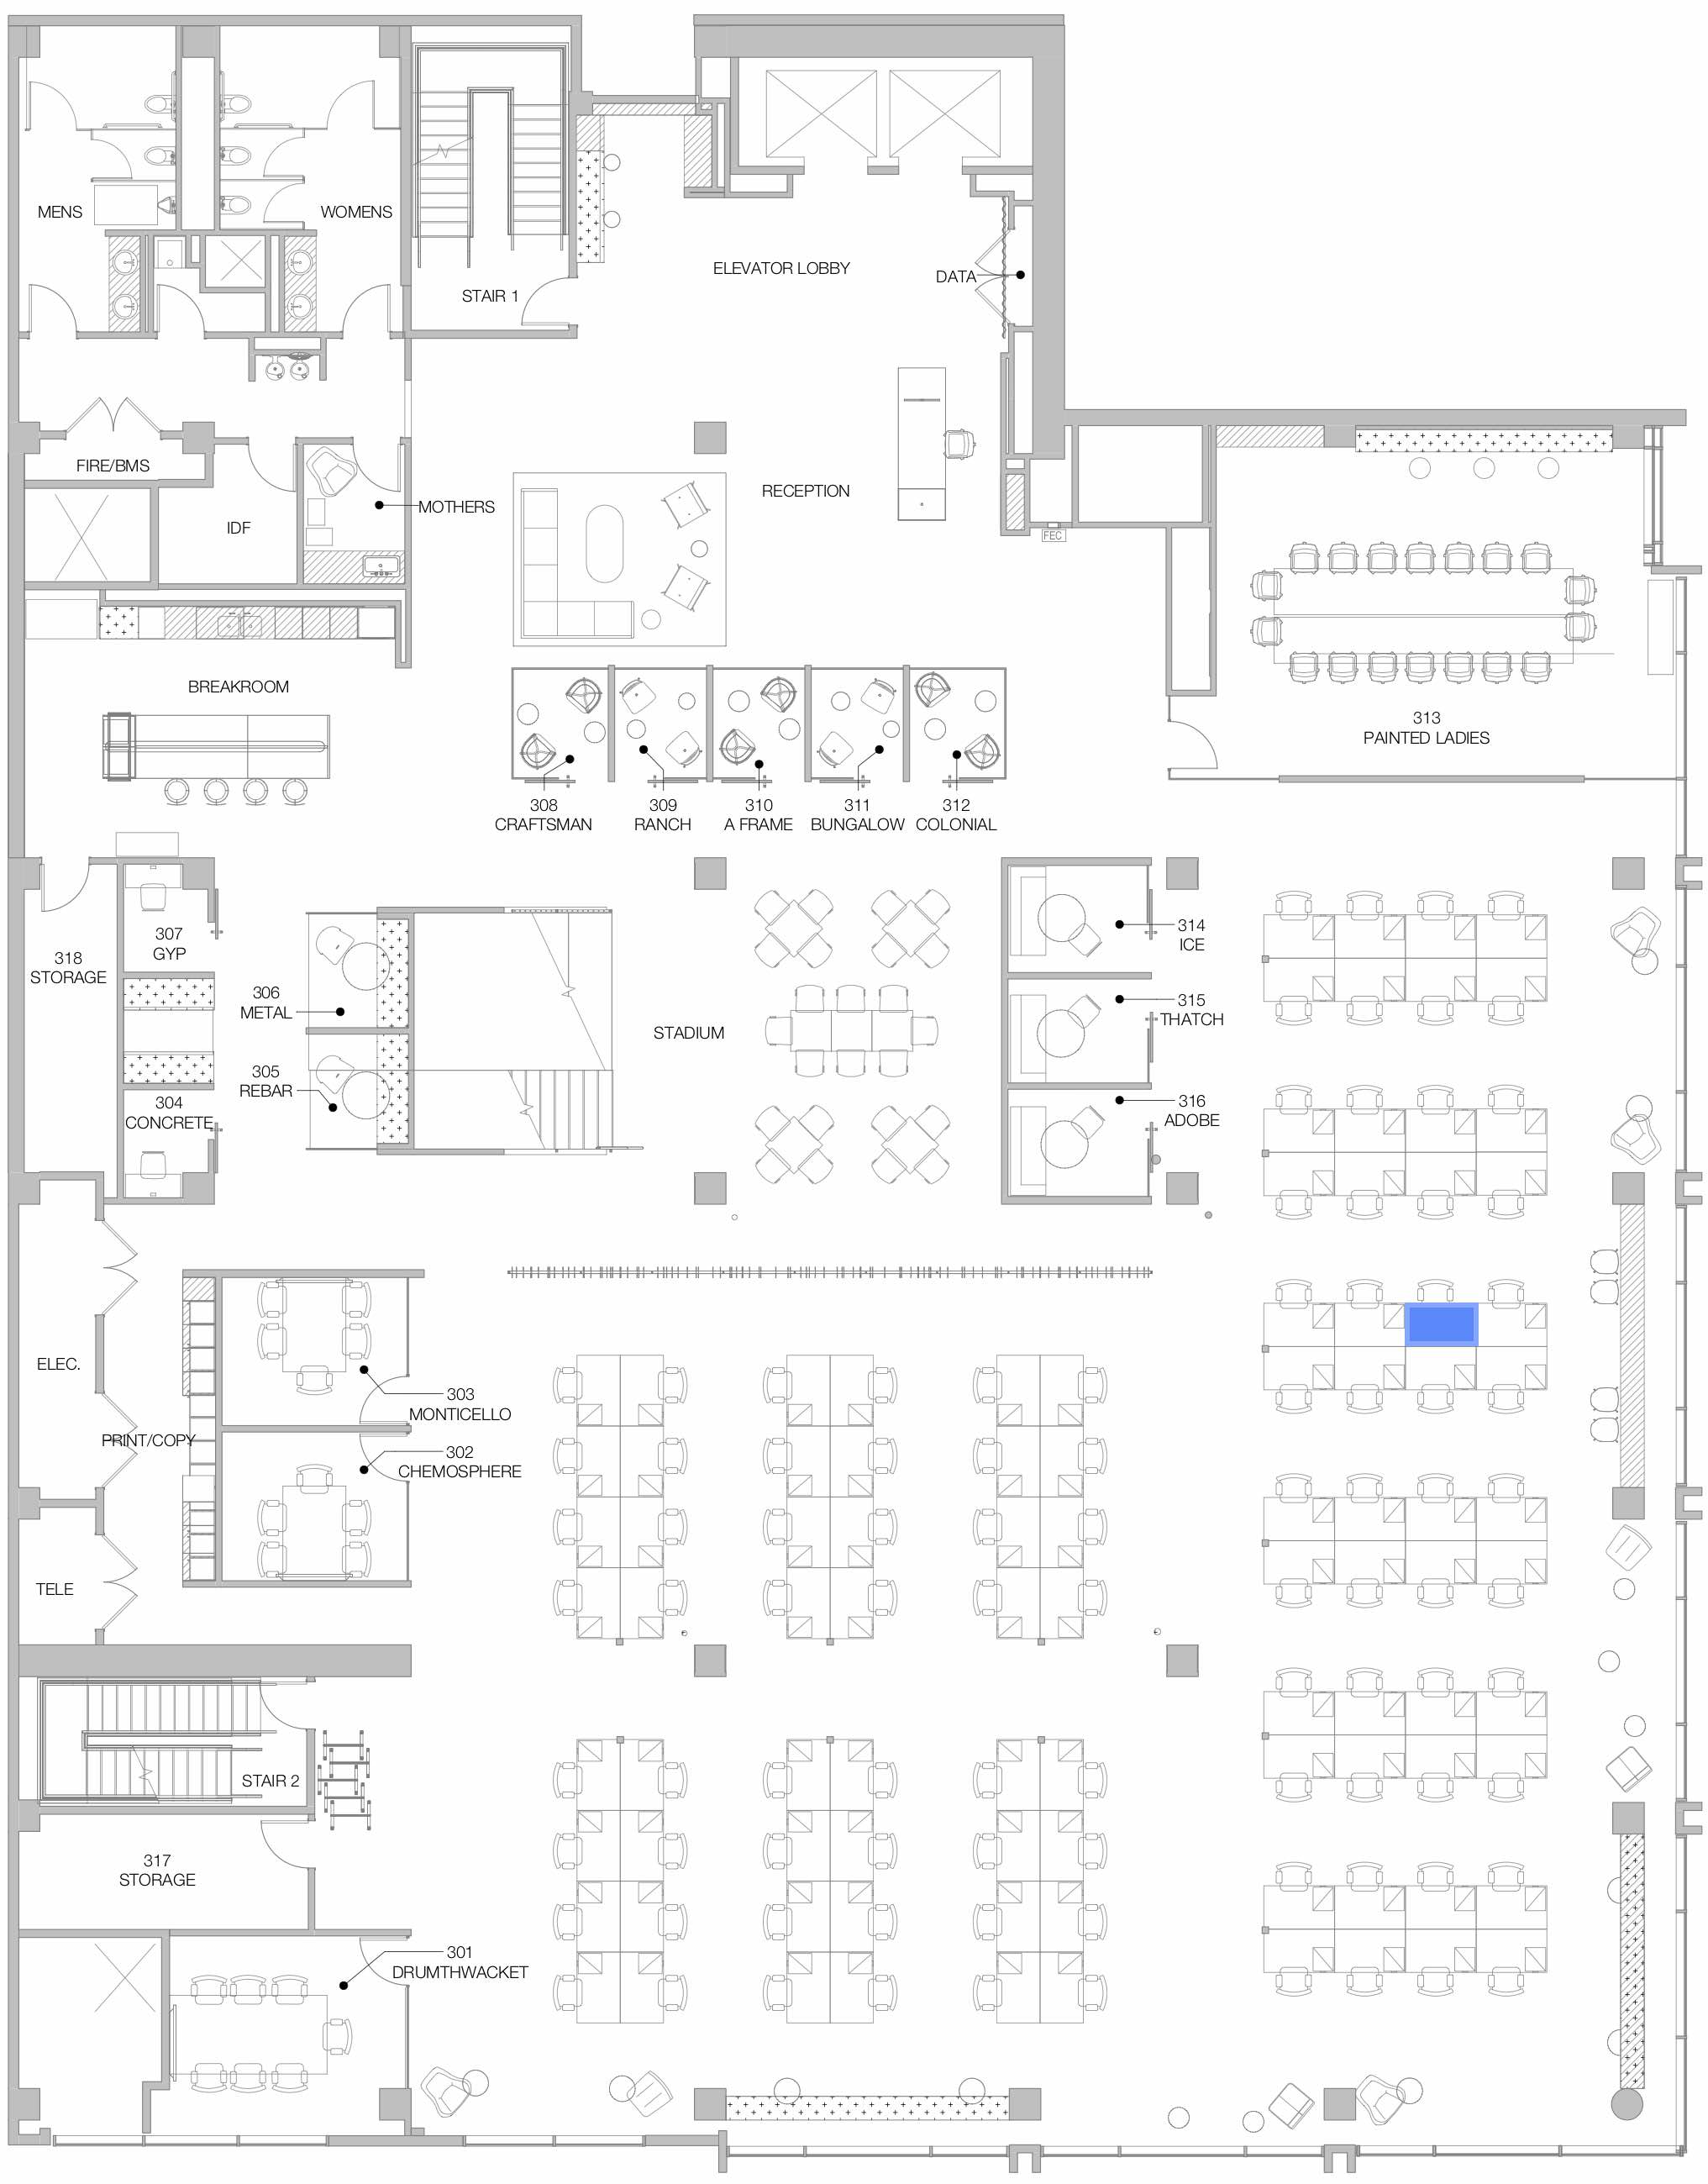 MENS
WOMENS
STAIR 1
ELEVATOR LOBBY
DATA
FIRE/BMS
IDF
MOTHERS
RECEPTION
FEC
BREAKROOM
313
PAINTED LADIES
308
CRAFTSMAN
309
RANCH
310
A FRAME
311
BUNGALOW
312
COLONIAL
307
GYP
318
STORAGE
306
METAL
305
REBAR
304
CONCRETE
STADIUM
314
ICE
315
THATCH
316
ADOBE
ELEC.
PRINT/COPY
303
MONTICELLO
302
CHEMOSPHERE
TELE
STAIR 2
317
STORAGE
301
DRUMTHWACKET